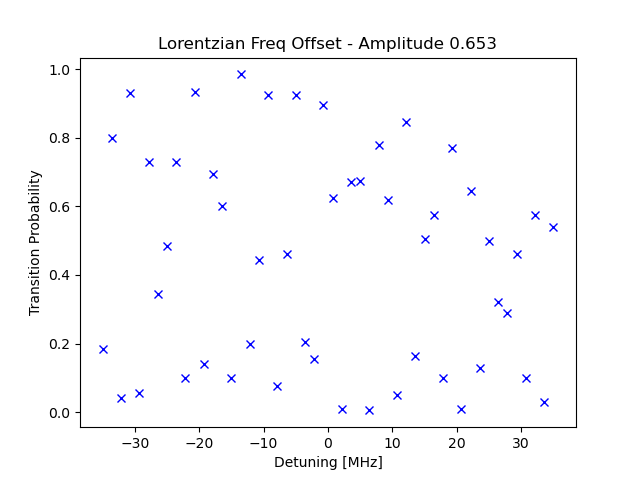 Lorentzian Freq Offset - Amplitude 0.653
1.0
0.8
0.6
0.4
0.2
0.0
Transition Probability
−30 −20 −10 0 10 20 30
Detuning [MHz]